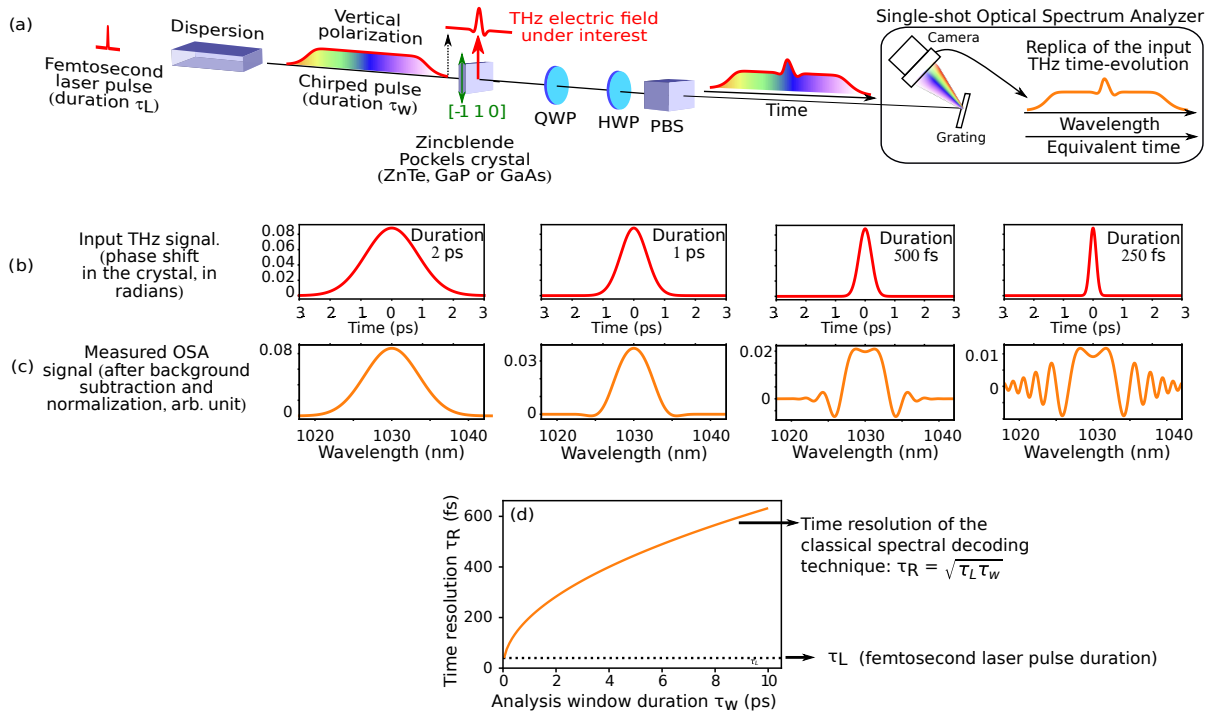 (a)
Dispersion
Femtosecond
laser pulse
(duration τL)
Vertical
polarization
Chirped pulse
(duration τw)
THz electric field
under interest
[-1 1 0]
Zincblende
Pockels crystal
(ZnTe, GaP or GaAs)
QWP
HWP
PBS
Time
Single-shot Optical Spectrum Analyzer
Camera
Grating
Replica of the input
THz time-evolution
Wavelength
Equivalent time
(b)
Input THz signal.
(phase shift
in the crystal, in
radians)
0.08
0.06
0.04
0.02
0
Duration
2 ps
3 2 1 0 1 2 3
Time (ps)
Duration
1 ps
3 2 1 0 1 2 3
Time (ps)
Duration
500 fs
3 2 1 0 1 2 3
Time (ps)
Duration
250 fs
3 2 1 0 1 2 3
Time (ps)
(c)
Measured OSA
signal (after background
subtraction and
normalization, arb. unit)
0.08
0
1020 1030 1040
Wavelength (nm)
0.03
0
1020 1030 1040
Wavelength (nm)
0.02
0
1020 1030 1040
Wavelength (nm)
0.01
0
1020 1030 1040
Wavelength (nm)
(d)
Time resolution τR (fs)
600
400
200
0
0 2 4 6 8 10
Analysis window duration τw (ps)
τL
Time resolution of the
classical spectral decoding
technique: τR = √τLτw
τL (femtosecond laser pulse duration)